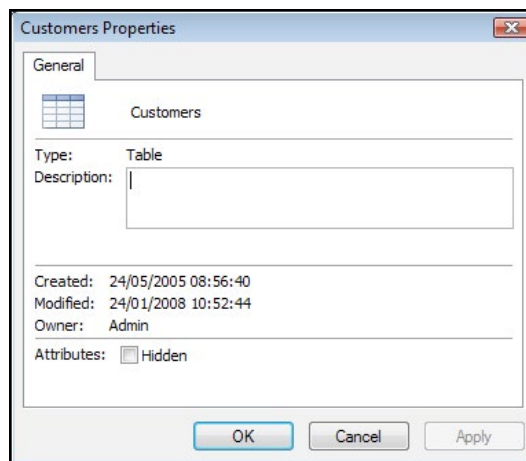 Customers Properties
General
Customers
Type: Table
Description:
Created: 24/05/2005 08:56:40
Modified: 24/01/2008 10:52:44
Owner: Admin
Attributes: Hidden
OK Cancel Apply